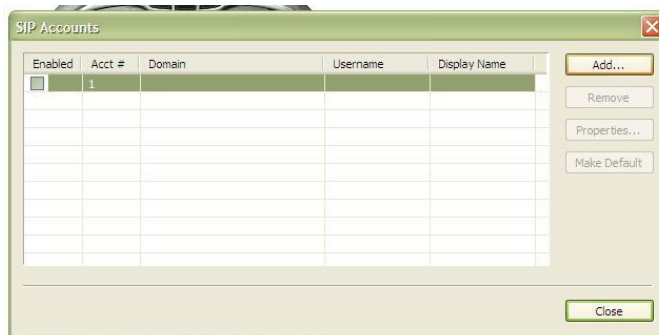 SIP Accounts
Enabled Acct # Domain Username Display Name
1
Add...
Remove
Properties...
Make Default
Close